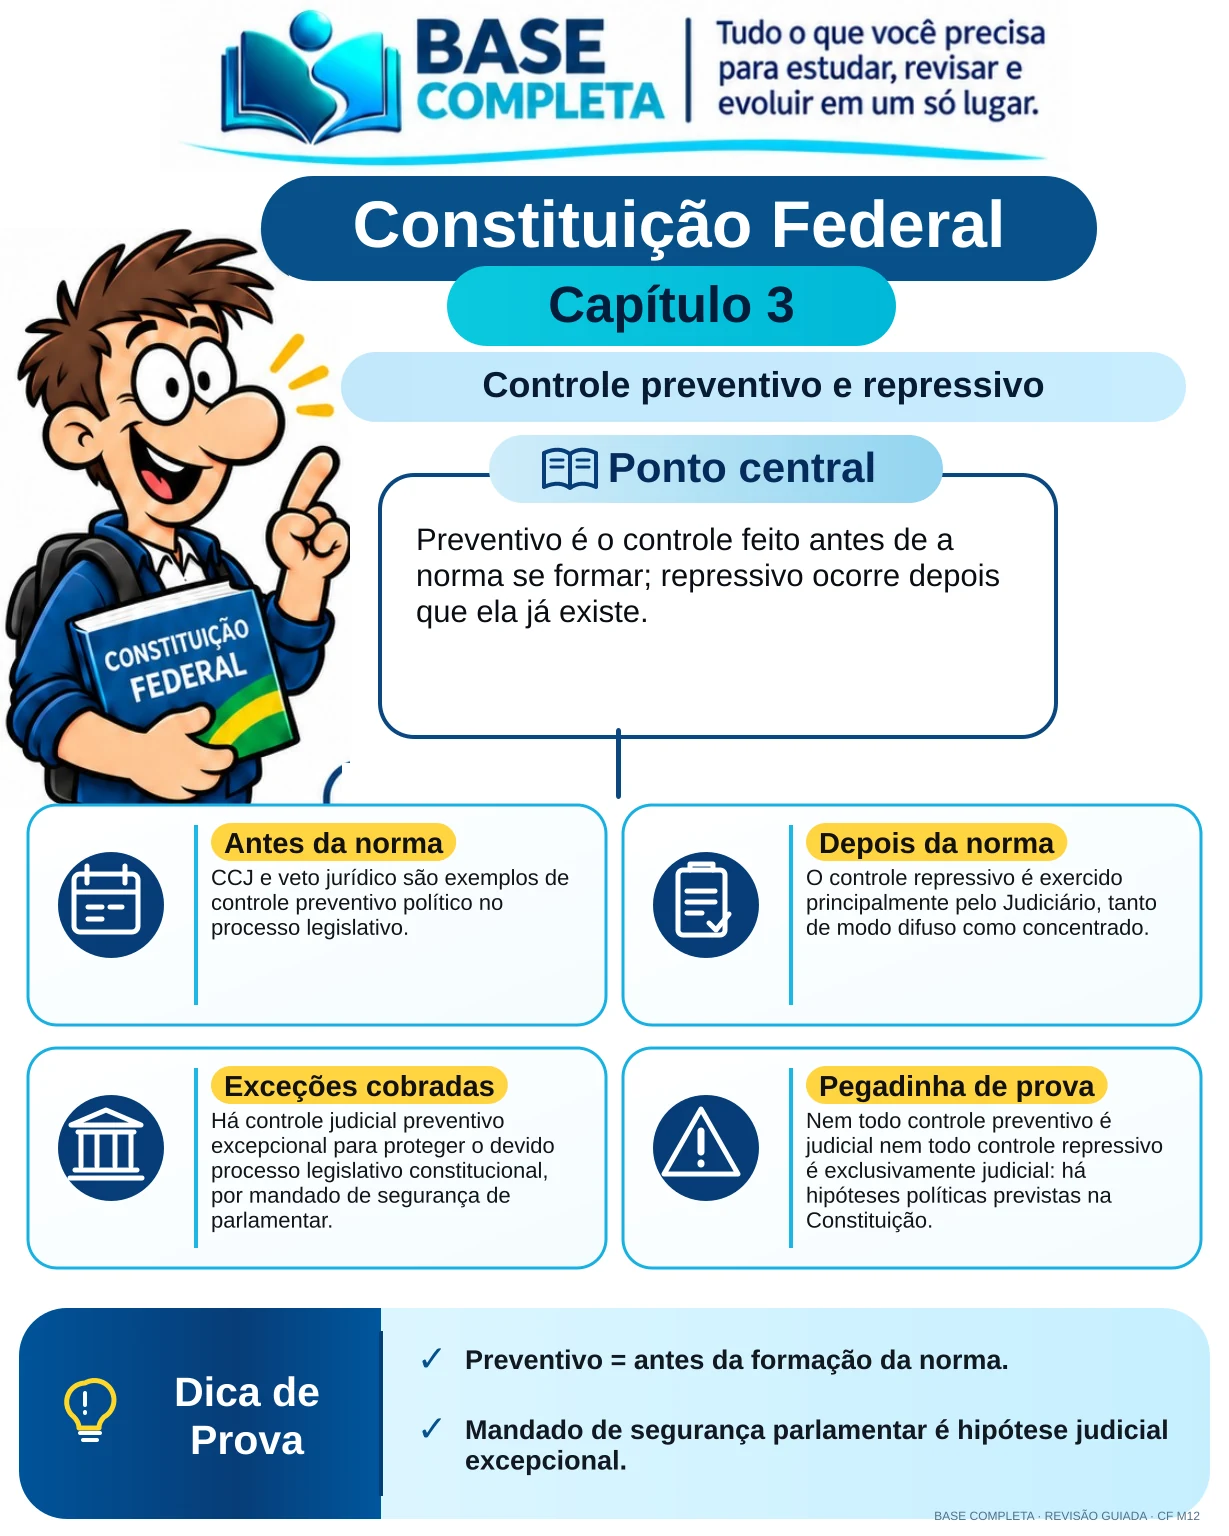 BASE
COMPLETA
Tudo o que você precisa
para estudar, revisar e
evoluir em um só lugar.
Constituição Federal
Capítulo 3
Controle preventivo e repressivo
Ponto central
Preventivo é o controle feito antes de a
norma se formar; repressivo ocorre depois
que ela já existe.
CONSTITUIÇÃO
FEDERAL
Antes da norma
CCJ e veto jurídico são exemplos de
controle preventivo político no
processo legislativo.
Depois da norma
O controle repressivo é exercido
principalmente pelo Judiciário, tanto
de modo difuso como concentrado.
Exceções cobradas
Há controle judicial preventivo
excepcional para proteger o devido
processo legislativo constitucional,
por mandado de segurança de
parlamentar.
Pegadinha de prova
Nem todo controle preventivo é
judicial nem todo controle repressivo
é exclusivamente judicial: há
hipóteses políticas previstas na
Constituição.
Dica de
Prova
✓ Preventivo = antes da formação da norma.
✓ Mandado de segurança parlamentar é hipótese judicial
excepcional.
BASE COMPLETA · REVISÃO GUIADA · CF M12